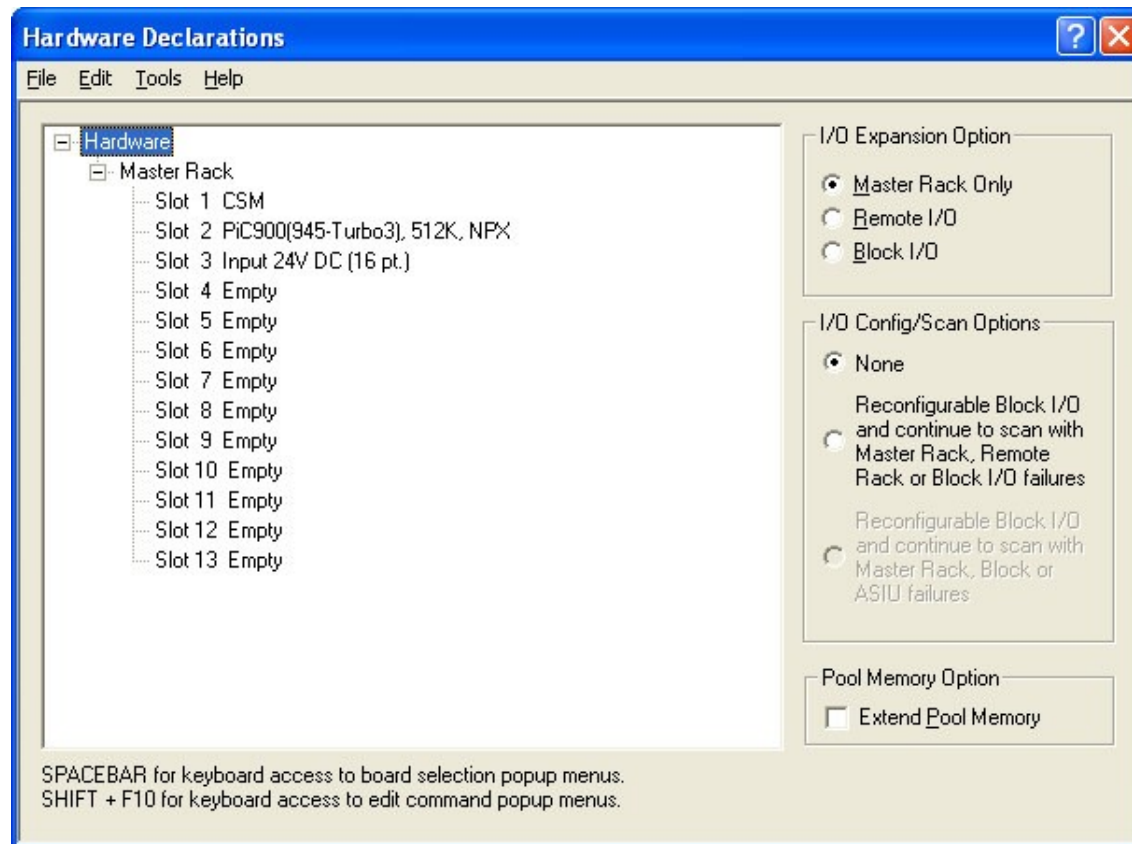 Hardware Declarations
File Edit Tools Help
Hardware
Master Rack
Slot 1 CSM
Slot 2 PiC900(945-Turbo3), 512K, NPX
Slot 3 Input 24V DC (16 pt.)
Slot 4 Empty
Slot 5 Empty
Slot 6 Empty
Slot 7 Empty
Slot 8 Empty
Slot 9 Empty
Slot 10 Empty
Slot 11 Empty
Slot 12 Empty
Slot 13 Empty
SPACEBAR for keyboard access to board selection popup menus.
SHIFT + F10 for keyboard access to edit command popup menus.
I/O Expansion Option
Master Rack Only
Remote I/O
Block I/O
I/O Config/Scan Options
None
Reconfigurable Block I/O
and continue to scan with
Master Rack, Remote
Rack or Block I/O failures
Reconfigurable Block I/O
and continue to scan with
Master Rack, Block or
ASIU failures
Pool Memory Option
Extend Pool Memory